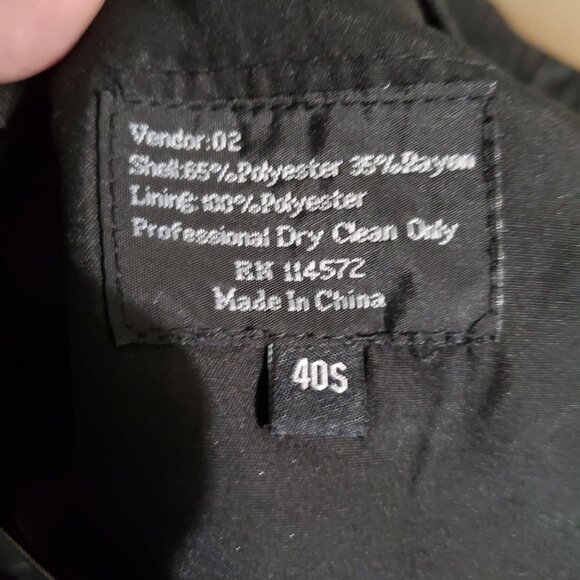 Vendor:02
Shell:65%Polyester 35%Rayon
Lining:100%Polyester
Professional Dry Clean Only
RN 114572
Made In China
40S